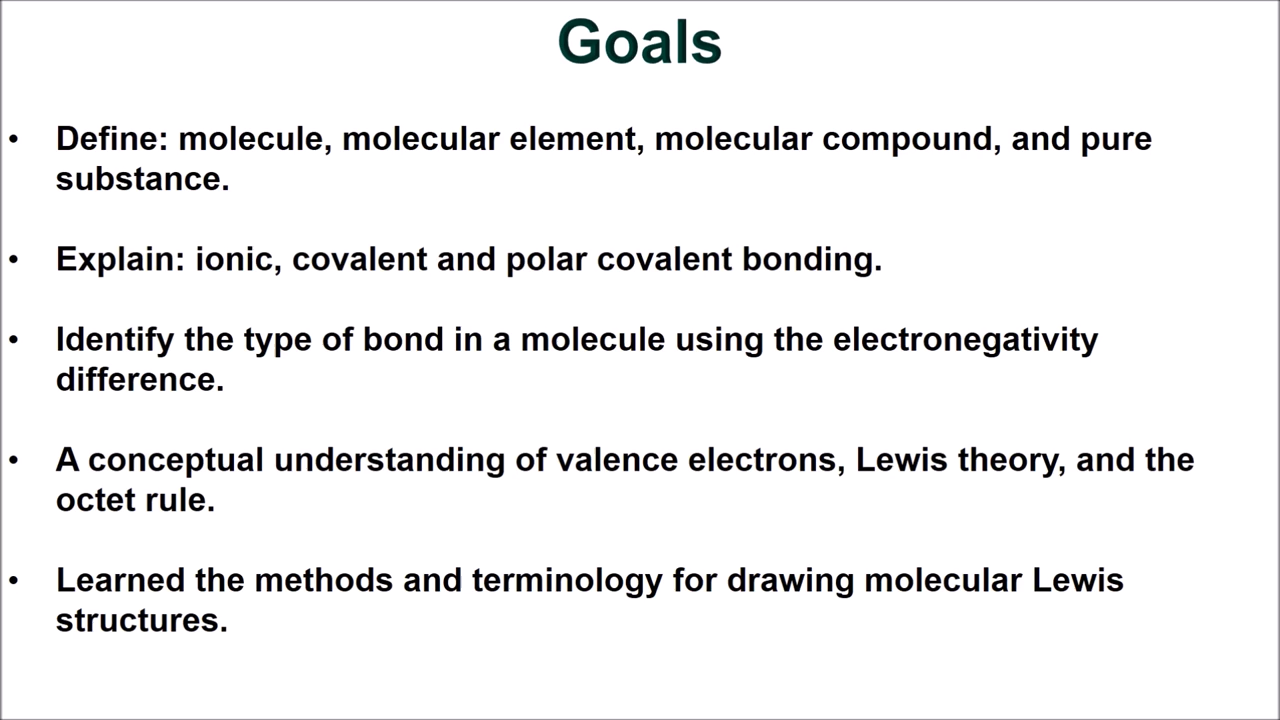 Goals
• Define: molecule, molecular element, molecular compound, and pure
substance.
• Explain: ionic, covalent and polar covalent bonding.
• Identify the type of bond in a molecule using the electronegativity
difference.
• A conceptual understanding of valence electrons, Lewis theory, and the
octet rule.
• Learned the methods and terminology for drawing molecular Lewis
structures.